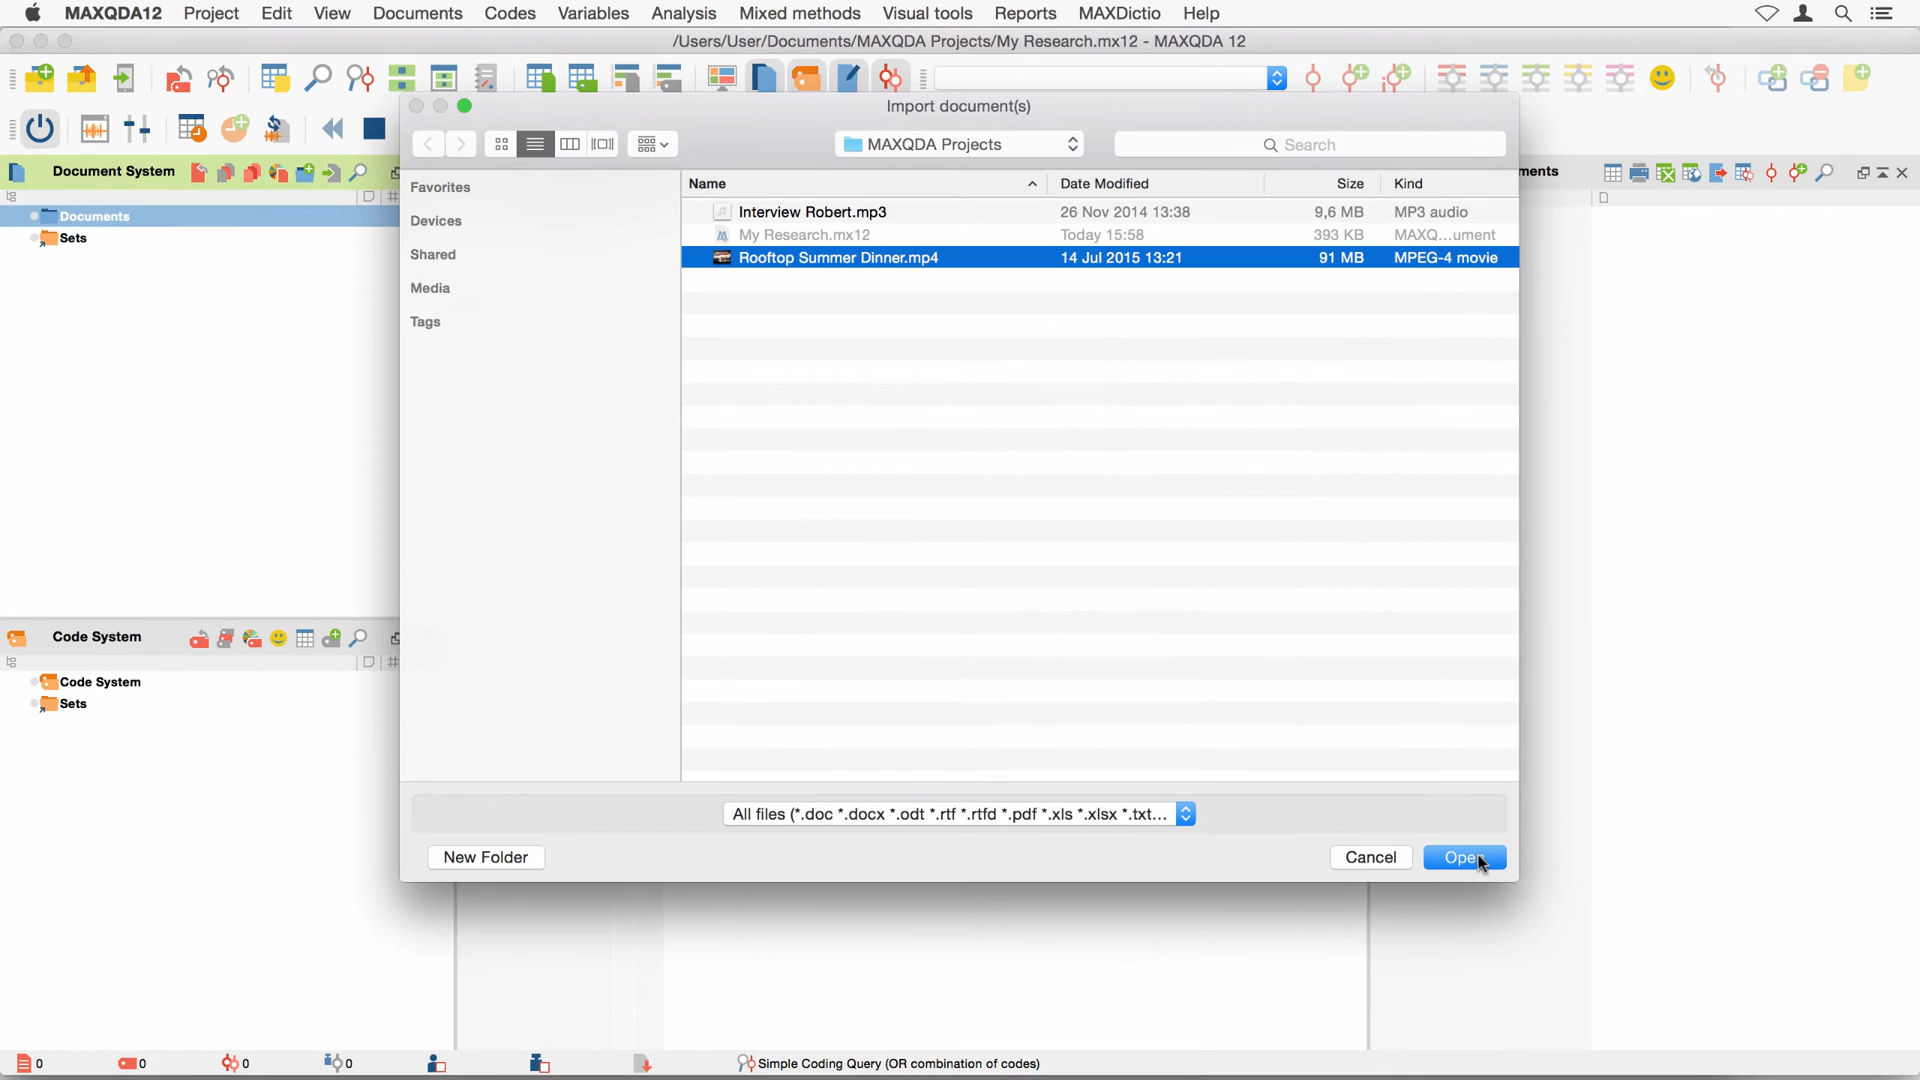 MAXQDA12 Project Edit View Documents Codes Variables Analysis Mixed methods Visual tools Reports MAXDictio Help
/Users/User/Documents/MAXQDA Projects/My Research.mx12 - MAXQDA 12
Import document(s)
MAXQDA Projects
Search
Document System
ments
Documents
Sets
Favorites
Devices
Shared
Media
Tags
Name Date Modified Size Kind
Interview Robert.mp3 26 Nov 2014 13:38 9,6 MB MP3 audio
My Research.mx12 Today 15:58 393 KB MAXQ...ument
Rooftop Summer Dinner.mp4 14 Jul 2015 13:21 91 MB MPEG-4 movie
Code System
Code System
Sets
All files (*.doc *.docx *.odt *.rtf *.rtfd *.pdf *.xls *.xlsx *.txt...
New Folder Cancel Open
0 0 0 0 Simple Coding Query (OR combination of codes)